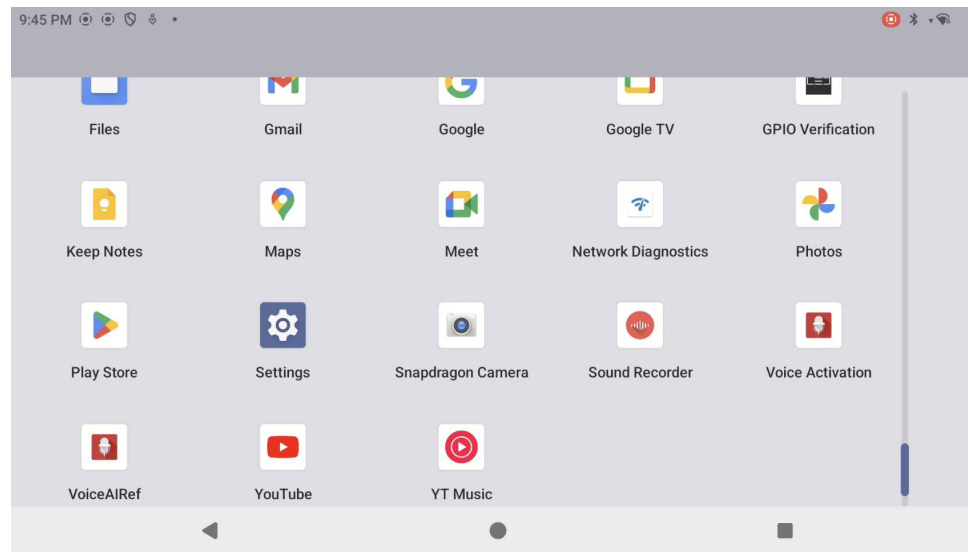 9:45 PM
Files Gmail Google Google TV GPIO Verification
Keep Notes Maps Meet Network Diagnostics Photos
Play Store Settings Snapdragon Camera Sound Recorder Voice Activation
VoiceAIRef YouTube YT Music